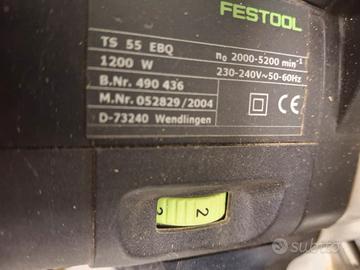 FESTOOL
TS 55 EBQ n₀ 2000-5200 min⁻¹
1200 W 230-240V~50-60Hz
B.Nr. 490 436
M.Nr. 052829/2004 CE
D-73240 Wendlingen
2
subito